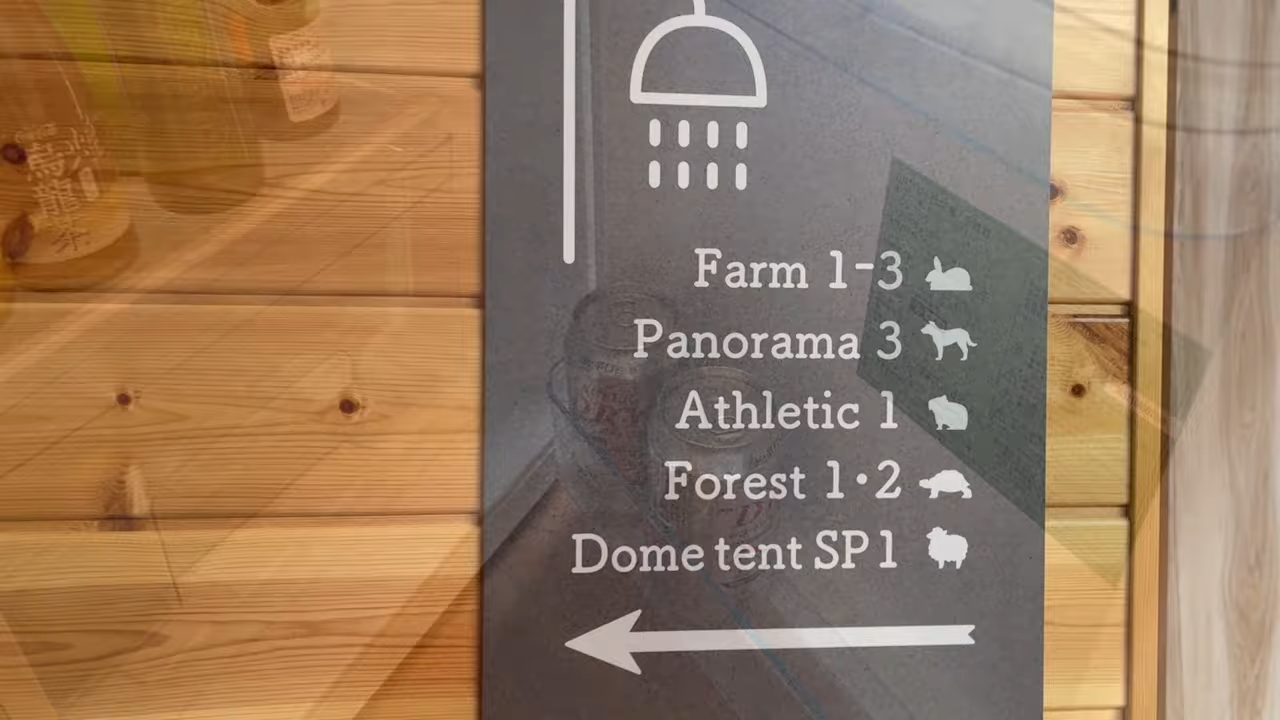 Farm 1-3
Panorama 3
Athletic 1
Forest 1・2
Dome tent SP1